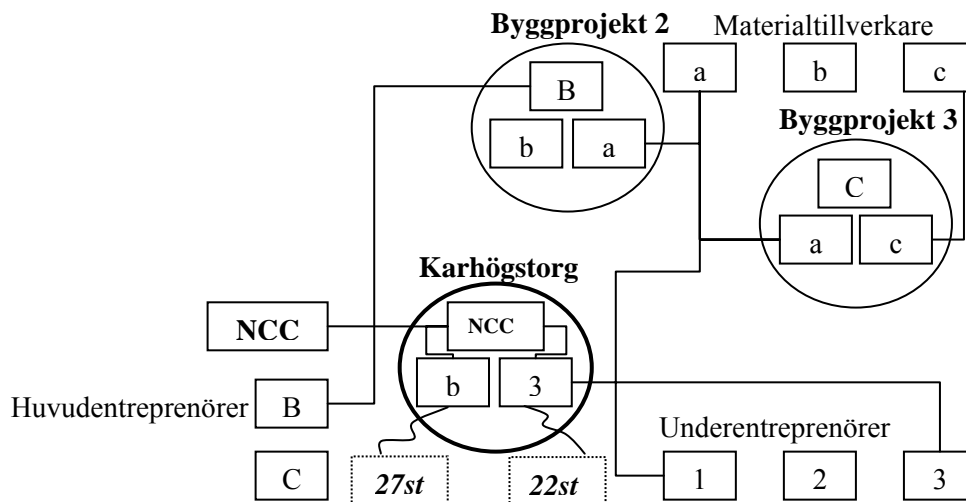 Byggprojekt 2
Materialtillverkare
a b c
B
b a
Byggprojekt 3
C
a c
Karhögstorg
NCC
NCC
b 3
Huvudentreprenörer
B
Underentreprenörer
C
27st 22st
1 2 3